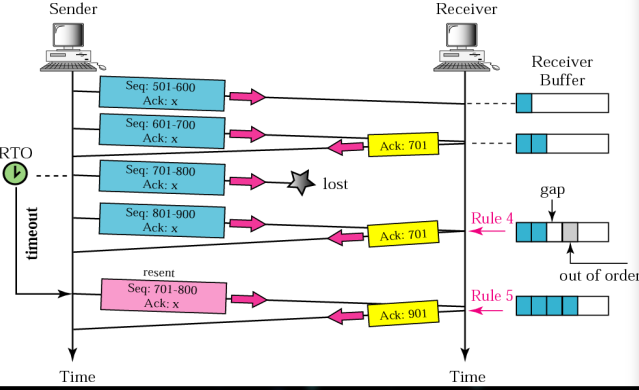 Sender
Receiver
Receiver
Buffer
Seq: 501-600
Ack: x
Seq: 601-700
Ack: x
Ack: 701
RTO
Seq: 701-800
Ack: x
lost
timeout
Seq: 801-900
Ack: x
Ack: 701
Rule 4
gap
out of order
resent
Seq: 701-800
Ack: x
Ack: 901
Rule 5
Time
Time